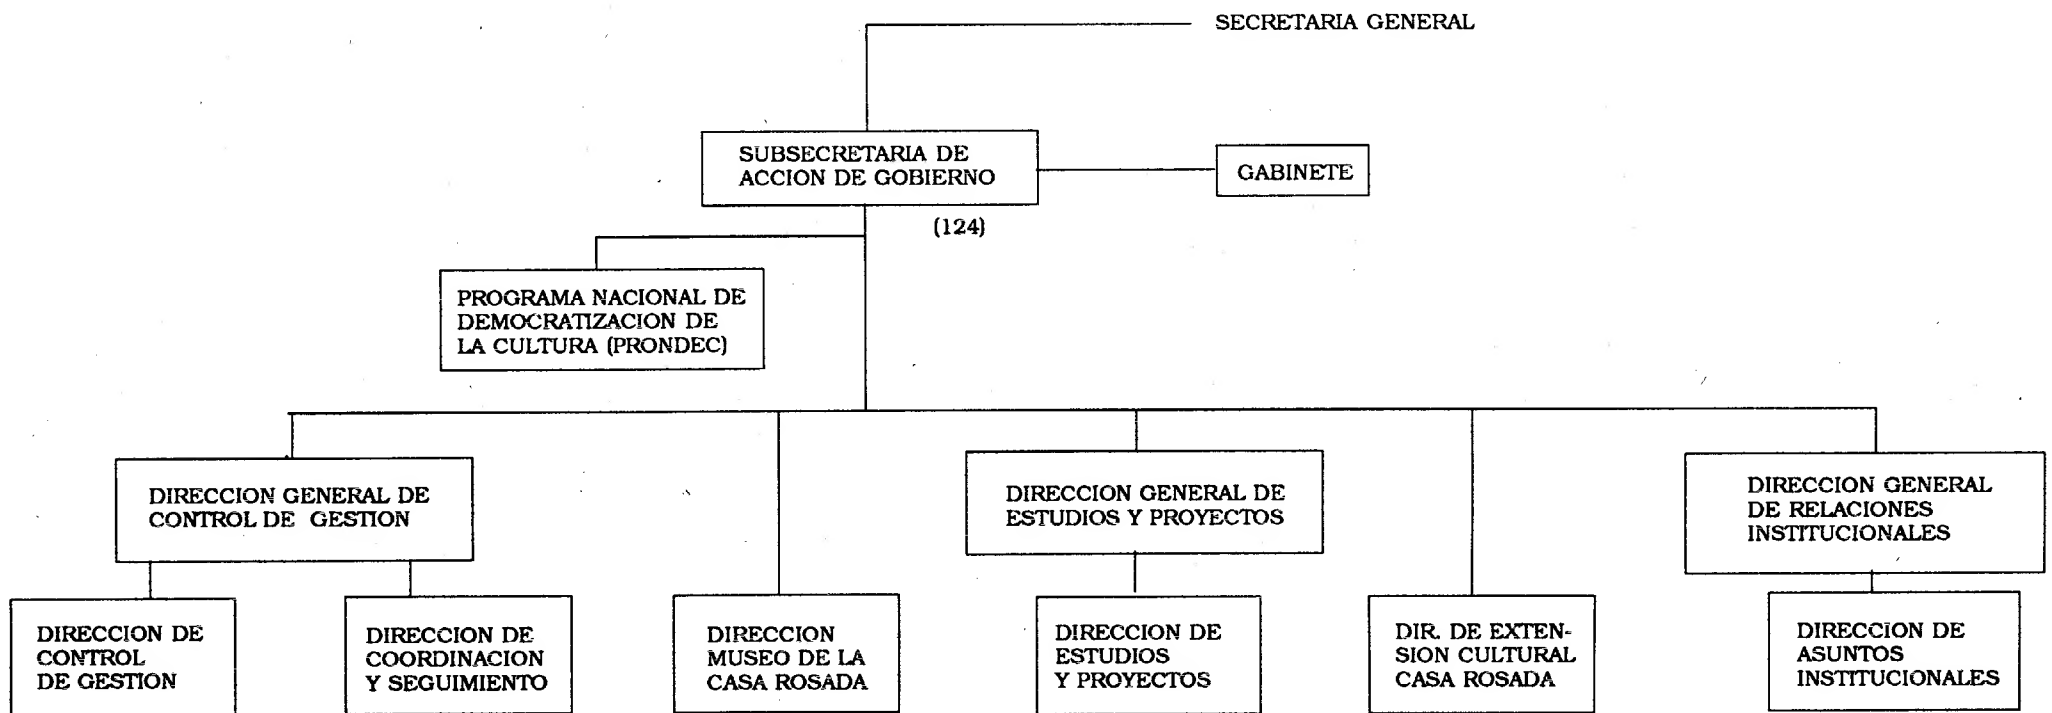 SECRETARIA GENERAL
SUBSECRETARIA DE
ACCION DE GOBIERNO
GABINETE
(124)
PROGRAMA NACIONAL DE
DEMOCRATIZACION DE
LA CULTURA (PRONDEC)
DIRECCION GENERAL DE
CONTROL DE GESTION
DIRECCION GENERAL DE
ESTUDIOS Y PROYECTOS
DIRECCION GENERAL
DE RELACIONES
INSTITUCIONALES
DIRECCION DE
CONTROL
DE GESTION
DIRECCION DE
COORDINACION
Y SEGUIMIENTO
DIRECCION
MUSEO DE LA
CASA ROSADA
DIRECCION DE
ESTUDIOS
Y PROYECTOS
DIR. DE EXTEN-
SION CULTURAL
CASA ROSADA
DIRECCION DE
ASUNTOS
INSTITUCIONALES